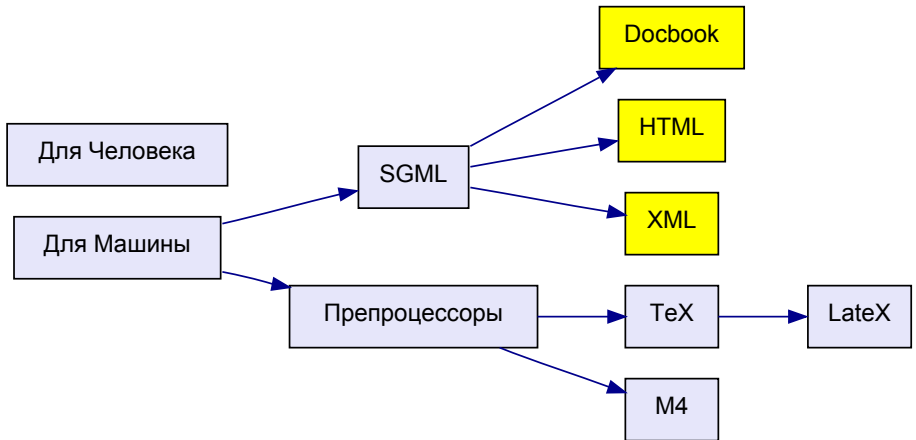 Docbook
HTML
Для Человека
SGML
XML
Для Машины
Препроцессоры
TeX
LateX
M4